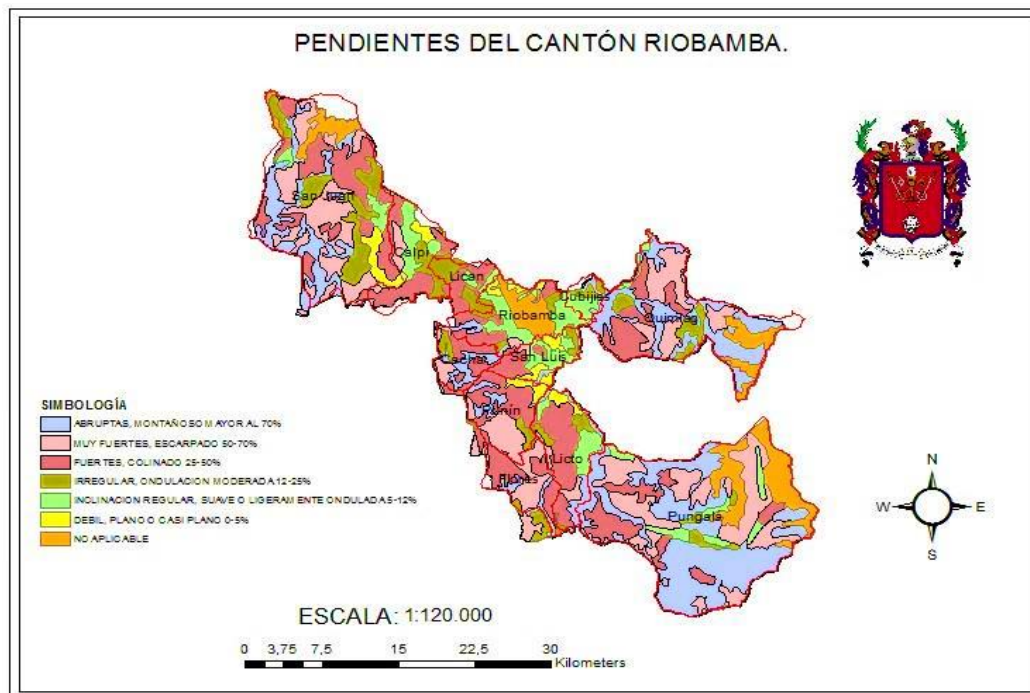 PENDIENTES DEL CANTÓN RIOBAMBA.
San Juan
Calpi
Lican
Cubijies
Riobamba
Quimiag
San Luis
Cacha
Punín
Licto
Flores
Pungala
SIMBOLOGÍA
ABRUPTAS, MONTAÑOSO MAYOR AL 70%
MUY FUERTES, ESCARPADO 50-70%
FUERTES, COLINADO 25-50%
IRREGULAR, ONDULACION MODERADA 12-25%
INCLINACION REGULAR, SUAVE O LIGERAMENTE ONDULADA 5-12%
DEBIL, PLANO O CASI PLANO 0-5%
NO APLICABLE
N
W E
S
ESCALA: 1:120.000
0 3,75 7,5 15 22,5 30
Kilometers